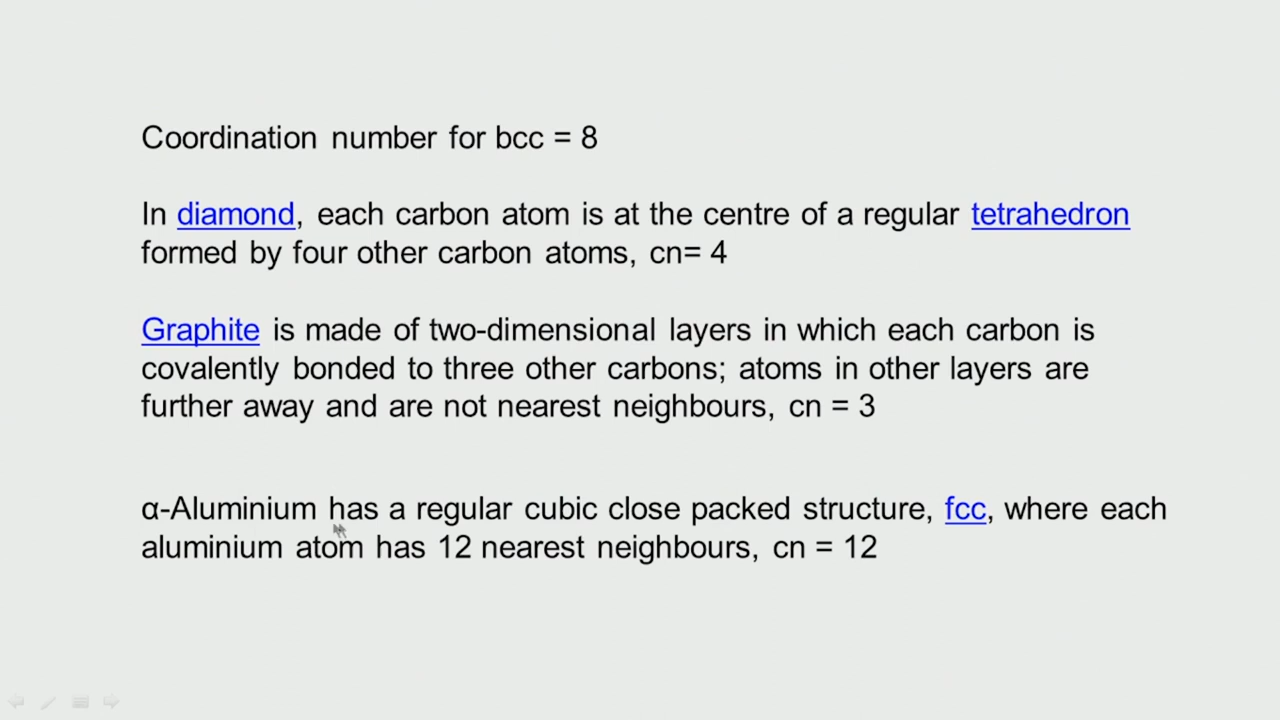 Coordination number for bcc = 8
In diamond, each carbon atom is at the centre of a regular tetrahedron
formed by four other carbon atoms, cn= 4
Graphite is made of two-dimensional layers in which each carbon is
covalently bonded to three other carbons; atoms in other layers are
further away and are not nearest neighbours, cn = 3
α-Aluminium has a regular cubic close packed structure, fcc, where each
aluminium atom has 12 nearest neighbours, cn = 12